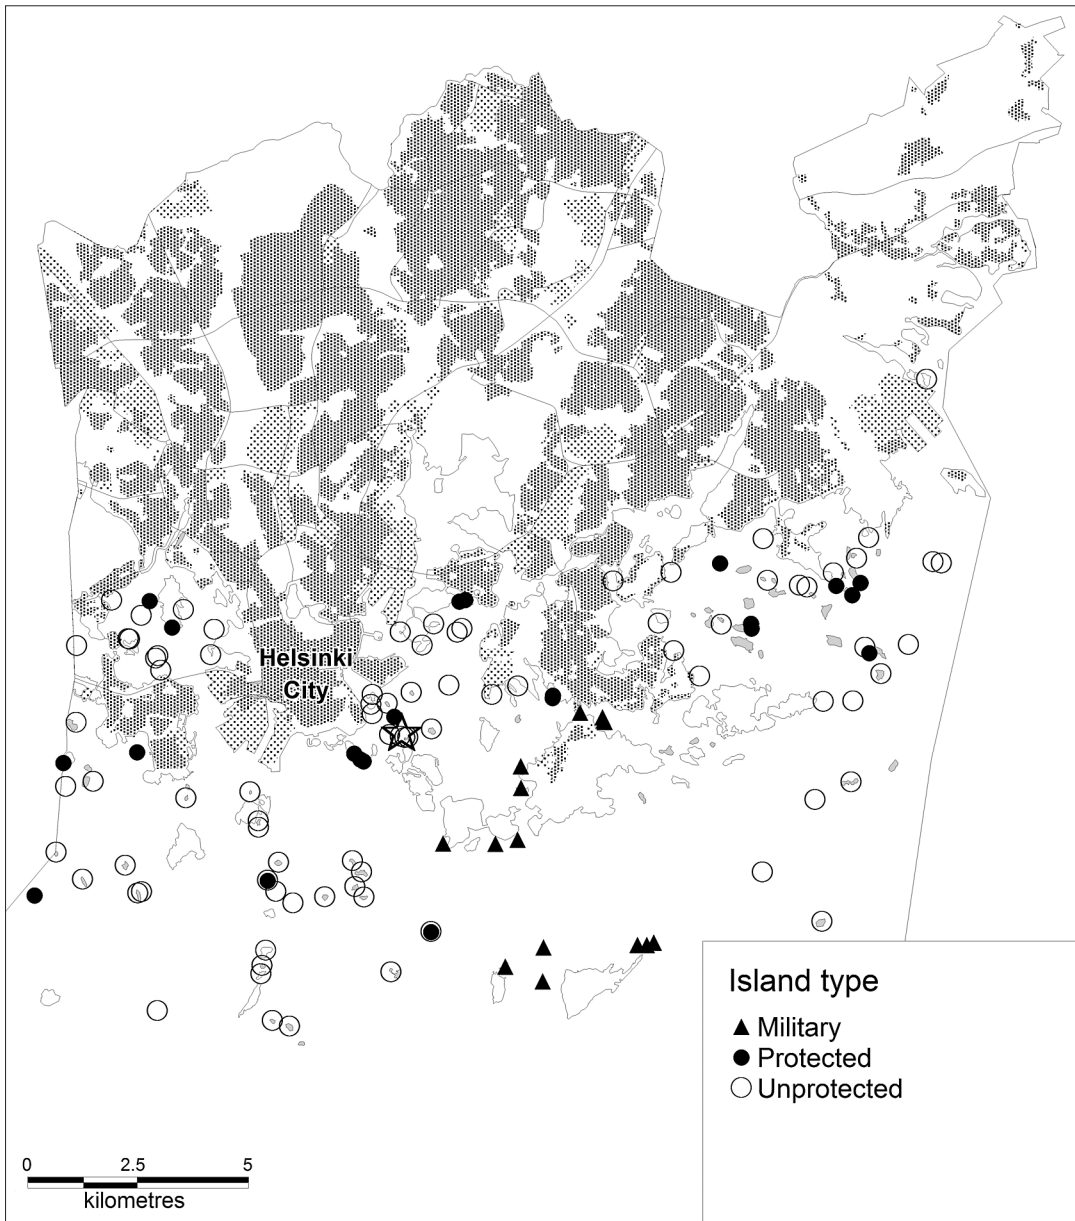 Helsinki
City
Island type
Military
Protected
Unprotected
0 2.5 5
kilometres